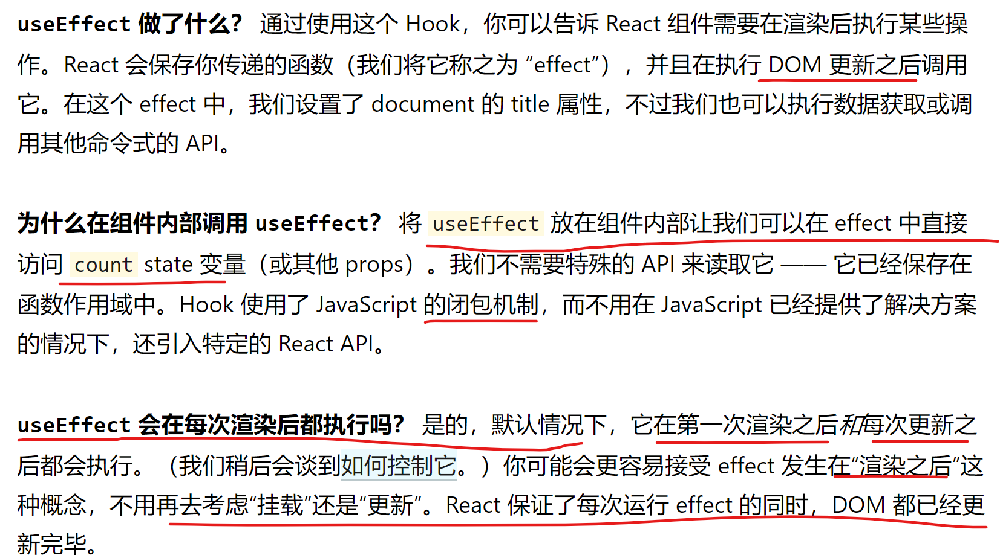 useEffect 做了什么？ 通过使用这个 Hook，你可以告诉 React 组件需要在渲染后执行某些操
作。React 会保存你传递的函数（我们将它称之为 “effect”），并且在执行 DOM 更新之后调用
它。在这个 effect 中，我们设置了 document 的 title 属性，不过我们也可以执行数据获取或调
用其他命令式的 API。
为什么在组件内部调用 useEffect？ 将 useEffect 放在组件内部让我们可以在 effect 中直接
访问 count state 变量（或其他 props）。我们不需要特殊的 API 来读取它 —— 它已经保存在
函数作用域中。Hook 使用了 JavaScript 的闭包机制，而不用在 JavaScript 已经提供了解决方案
的情况下，还引入特定的 React API。
useEffect 会在每次渲染后都执行吗？ 是的，默认情况下，它在第一次渲染之后和每次更新之
后都会执行。（我们稍后会谈到如何控制它。）你可能会更容易接受 effect 发生在“渲染之后”这
种概念，不用再去考虑“挂载”还是“更新”。React 保证了每次运行 effect 的同时，DOM 都已经更
新完毕。